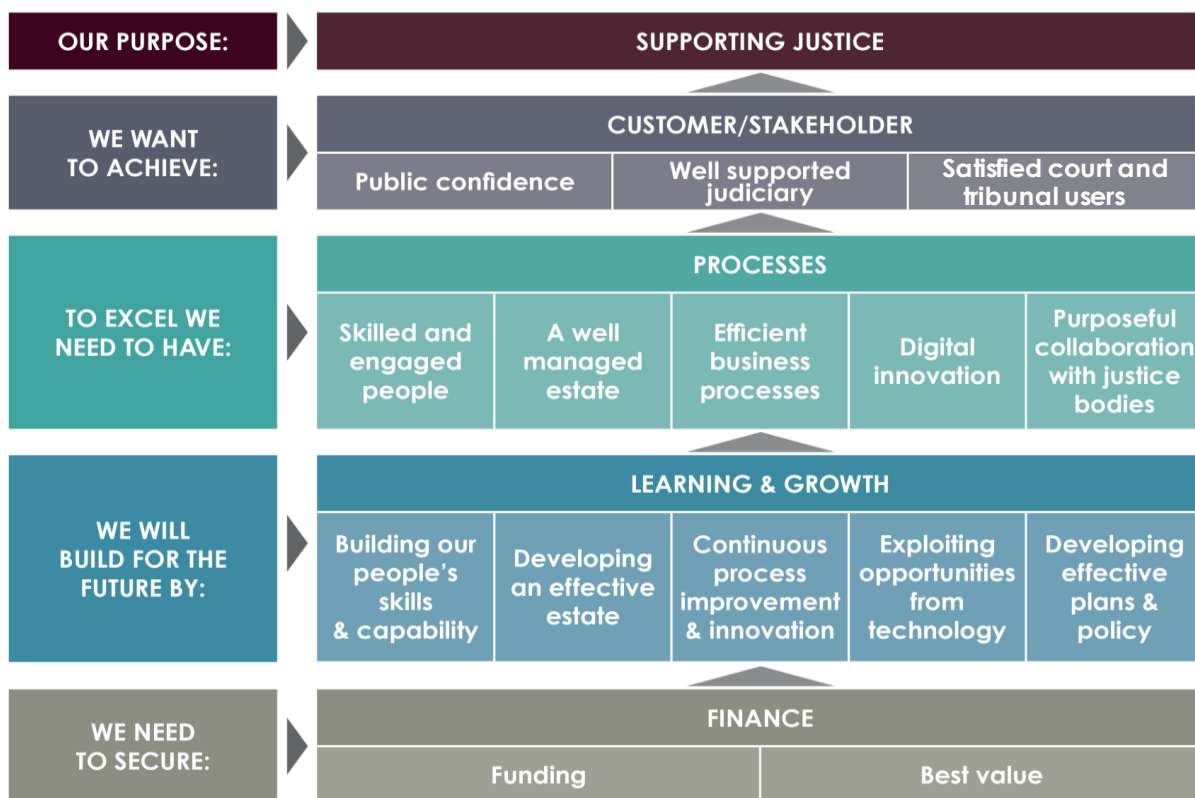 OUR PURPOSE:
SUPPORTING JUSTICE
WE WANT
TO ACHIEVE:
CUSTOMER/STAKEHOLDER
Public confidence
Well supported
judiciary
Satisfied court and
tribunal users
TO EXCEL WE
NEED TO HAVE:
PROCESSES
Skilled and
engaged
people
A well
managed
estate
Efficient
business
processes
Digital
innovation
Purposeful
collaboration
with justice
bodies
WE WILL
BUILD FOR THE
FUTURE BY:
LEARNING & GROWTH
Building our
people’s
skills
& capability
Developing
an effective
estate
Continuous
process
improvement
& innovation
Exploiting
opportunities
from
technology
Developing
effective
plans &
policy
WE NEED
TO SECURE:
FINANCE
Funding
Best value